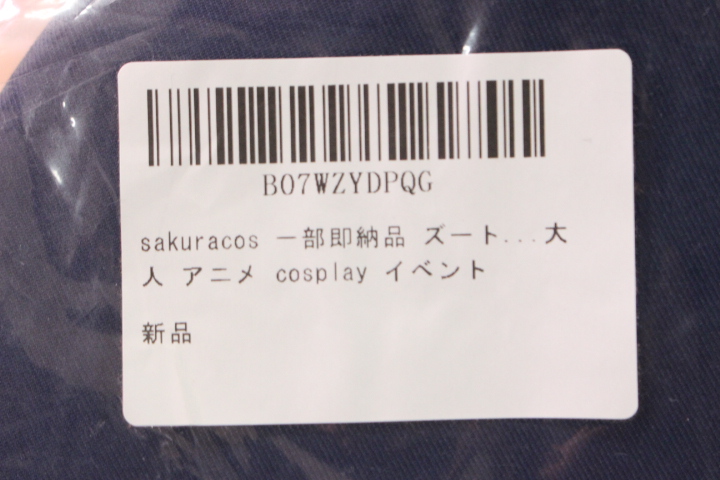 B07WZYDPQG
sakuracos 一部即納品 ズート...大
人 アニメ cosplay イベント
新品